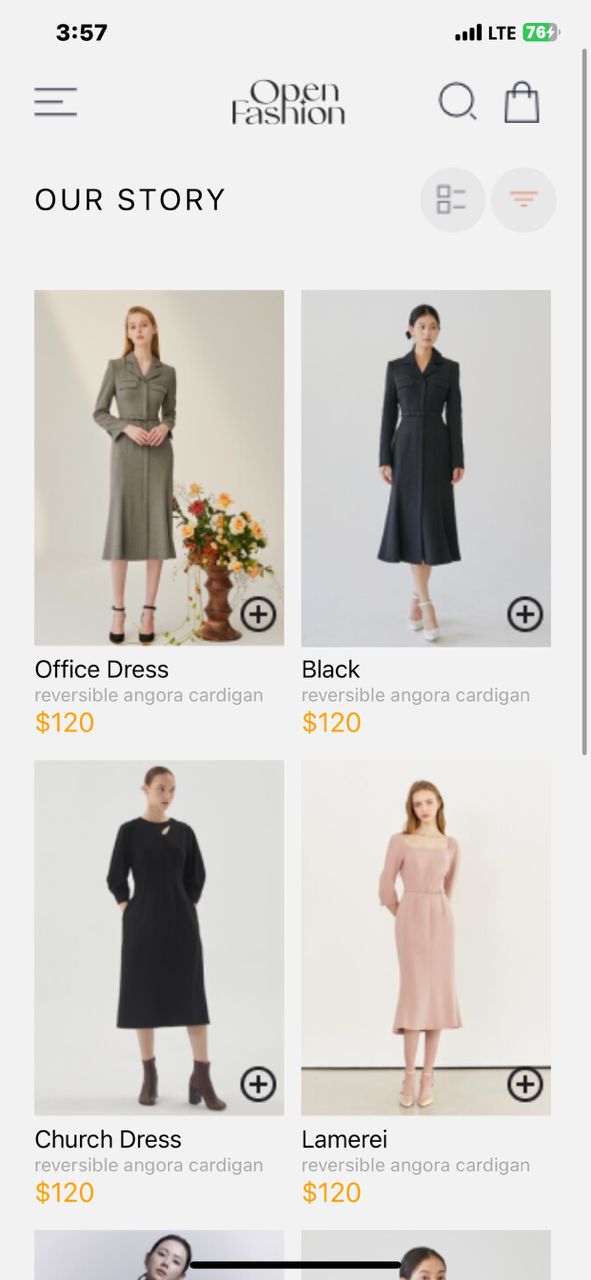 3:57
LTE 76
Open
Fashion
OUR STORY
Office Dress
reversible angora cardigan
$120
Black
reversible angora cardigan
$120
Church Dress
reversible angora cardigan
$120
Lamerei
reversible angora cardigan
$120